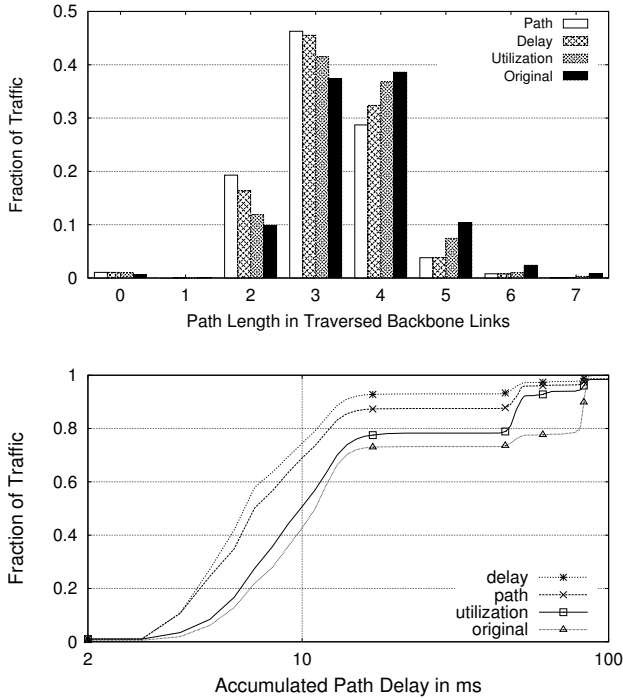 0.5
0.4
0.3
0.2
0.1
0
Fraction of Traffic
Path
Delay
Utilization
Original
0 1 2 3 4 5 6 7
Path Length in Traversed Backbone Links
1
0.8
0.6
0.4
0.2
0
Fraction of Traffic
delay
path
utilization
original
2 10 100
Accumulated Path Delay in ms